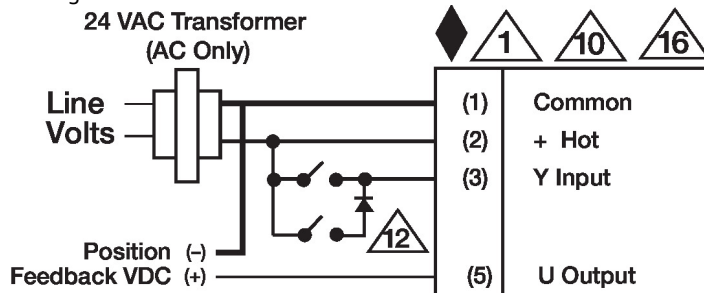 24 VAC Transformer
(AC Only)
1
10
16
Line
Volts
(1) Common
(2) + Hot
(3) Y Input
12
Position (–)
Feedback VDC (+)
(5) U Output